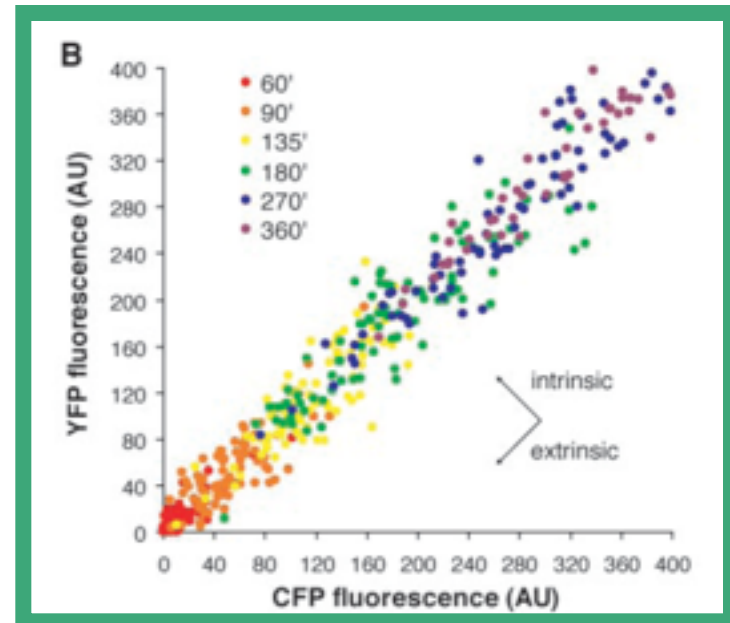 B
YFP fluorescence (AU)
400
360
320
280
240
200
160
120
80
40
0
60'
90'
135'
180'
270'
360'
intrinsic
extrinsic
0 40 80 120 160 200 240 280 320 360 400
CFP fluorescence (AU)